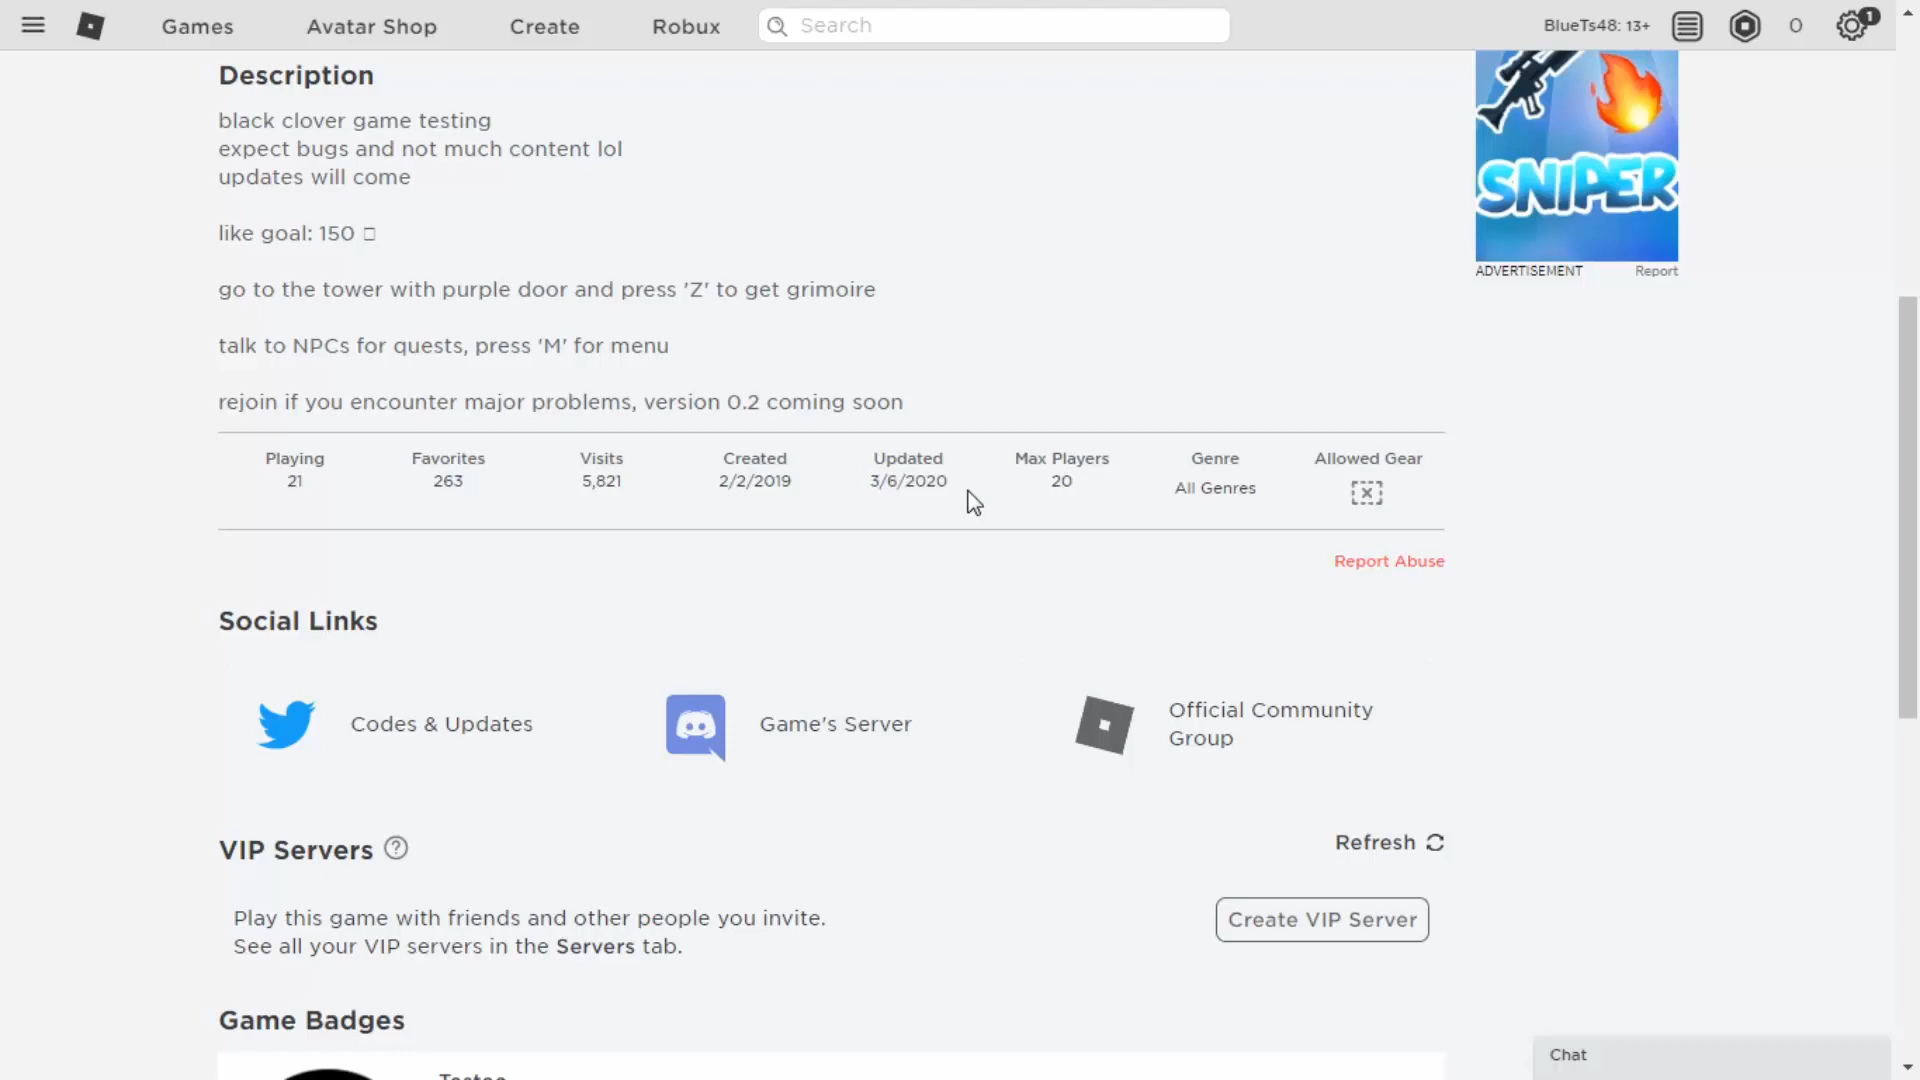 Games Avatar Shop Create Robux Search BlueTs48: 13+ 0 1
Description
black clover game testing
expect bugs and not much content lol
updates will come
like goal: 150 □
go to the tower with purple door and press 'Z' to get grimoire
talk to NPCs for quests, press 'M' for menu
rejoin if you encounter major problems, version 0.2 coming soon
SNIPER
ADVERTISEMENT Report
Playing Favorites Visits Created Updated Max Players Genre Allowed Gear
21 263 5,821 2/2/2019 3/6/2020 20 All Genres
Report Abuse
Social Links
Codes & Updates
Game's Server
Official Community
Group
VIP Servers ?
Refresh
Play this game with friends and other people you invite.
See all your VIP servers in the Servers tab.
Create VIP Server
Game Badges
Chat